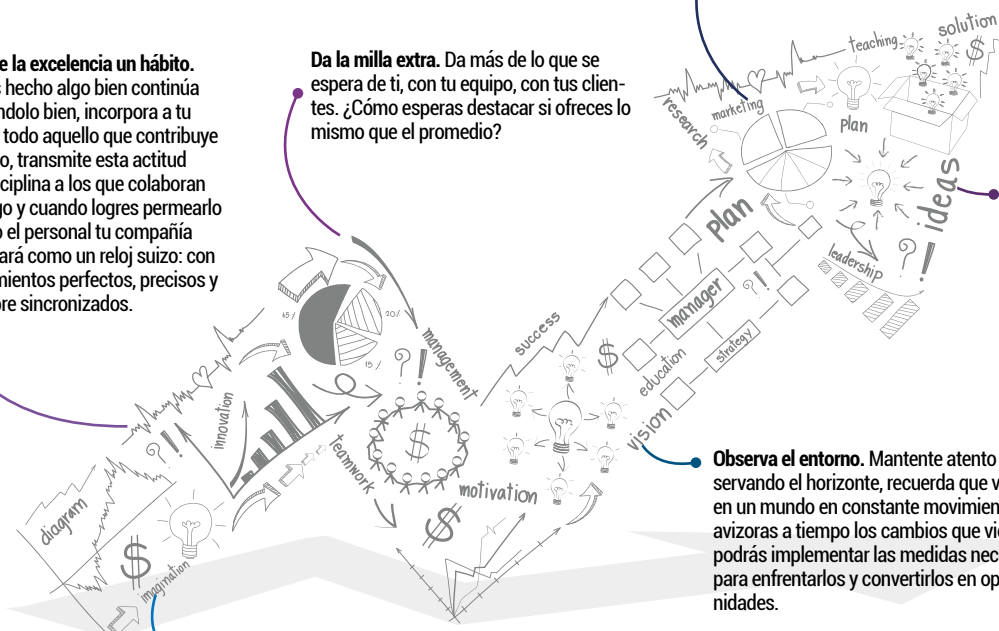 e la excelencia un hábito.
s hecho algo bien continúa
ndolo bien, incorpora a tu
todo aquello que contribuye
o, transmite esta actitud
ciplina a los que colaboran
go y cuando logres permearlo
o el personal tu compañía
ará como un reloj suizo: con
mientos perfectos, precisos y
re sincronizados.
Da la milla extra. Da más de lo que se
espera de ti, con tu equipo, con tus clien-
tes. ¿Cómo esperas destacar si ofreces lo
mismo que el promedio?
solution
teaching
$
research
marketing
plan
plan
ideas
leadership
? !
manager
? !
strategy
education
vision
success
$
65%
20%
15%
management
? !
innovation
? !
$
teamwork
motivation
$
diagram
$
imagination
Observa el entorno. Mantente atento
servando el horizonte, recuerda que v
en un mundo en constante movimien
avizoras a tiempo los cambios que vie
podrás implementar las medidas nec
para enfrentarlos y convertirlos en op
nidades.